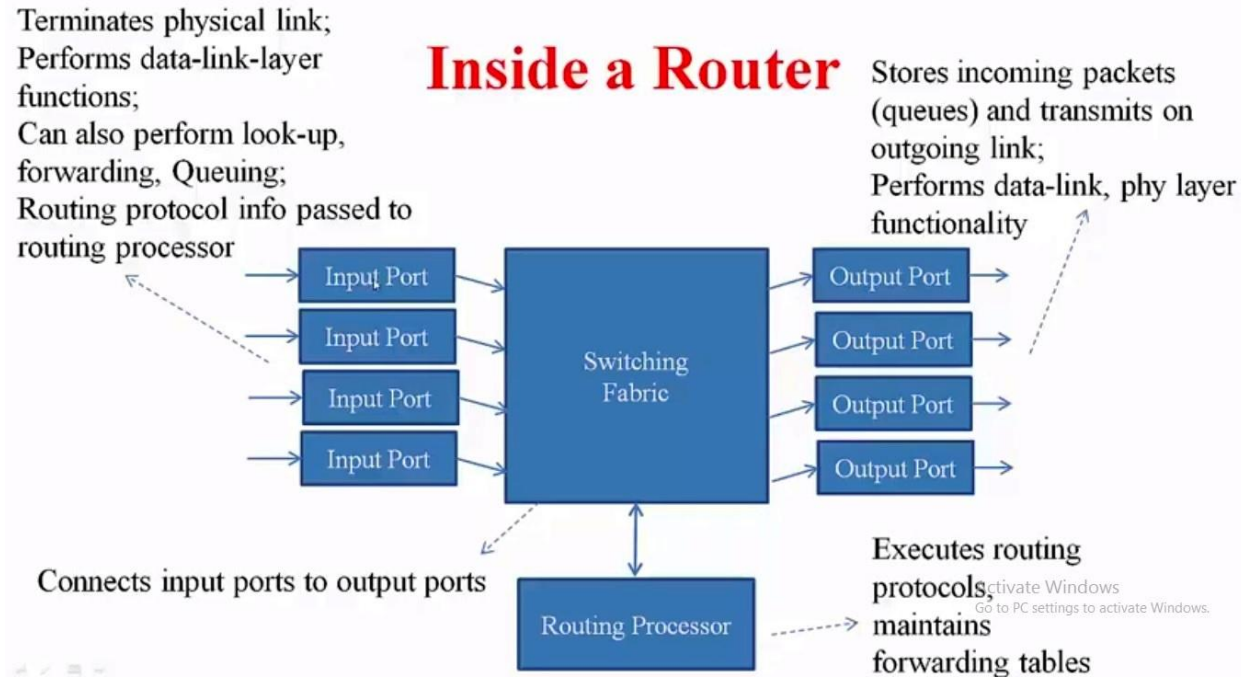 Terminates physical link;
Performs data-link-layer
functions;
Can also perform look-up,
forwarding, Queuing;
Routing protocol info passed to
routing processor
Inside a Router
Stores incoming packets
(queues) and transmits on
outgoing link;
Performs data-link, phy layer
functionality
Input Port
Input Port
Input Port
Input Port
Switching
Fabric
Output Port
Output Port
Output Port
Output Port
Connects input ports to output ports
Routing Processor
Executes routing
protocols,
maintains
forwarding tables
Activate Windows
Go to PC settings to activate Windows.